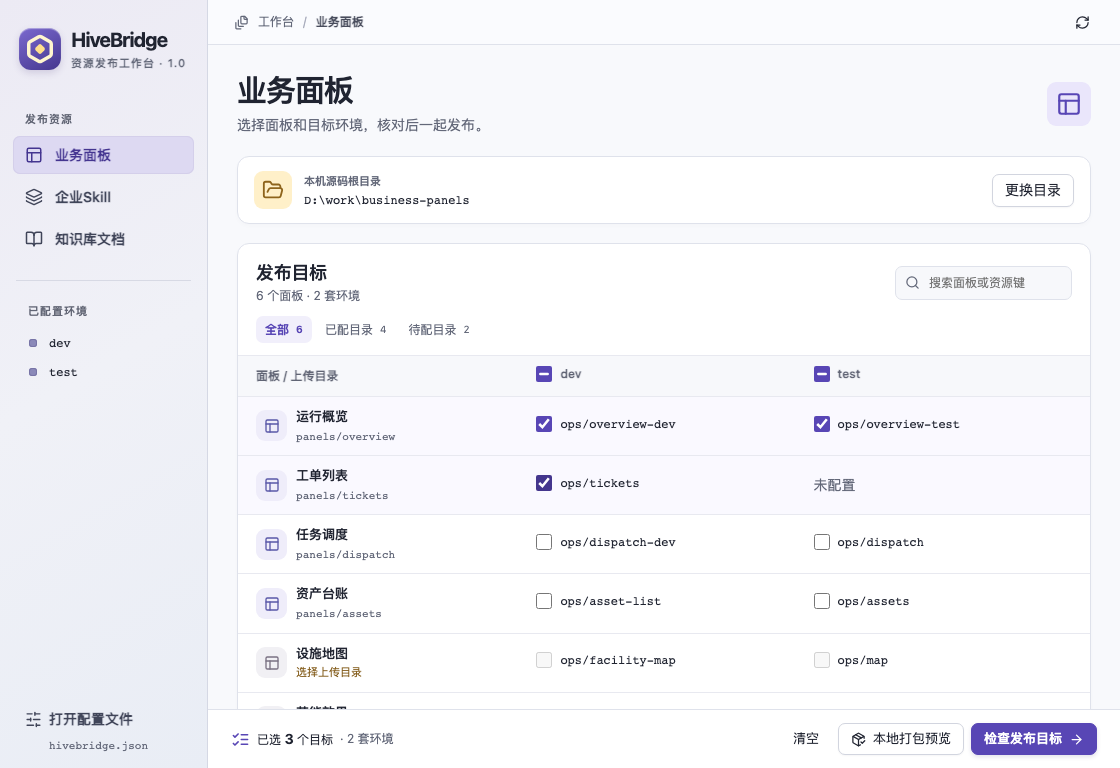 HiveBridge
资源发布工作台 · 1.0
发布资源
业务面板
企业Skill
知识库文档
已配置环境
dev
test
打开配置文件
hivebridge.json
工作台 / 业务面板
业务面板
选择面板和目标环境，核对后一起发布。
本机源码根目录
D:\work\business-panels
更换目录
发布目标
6 个面板 · 2 套环境
搜索面板或资源键
全部 6 已配目录 4 待配目录 2
面板 / 上传目录 dev test
运行概览
panels/overview
ops/overview-dev
ops/overview-test
工单列表
panels/tickets
ops/tickets
未配置
任务调度
panels/dispatch
ops/dispatch-dev
ops/dispatch
资产台账
panels/assets
ops/asset-list
ops/assets
设施地图
选择上传目录
ops/facility-map
ops/map
已选 3 个目标 · 2 套环境
清空
本地打包预览
检查发布目标